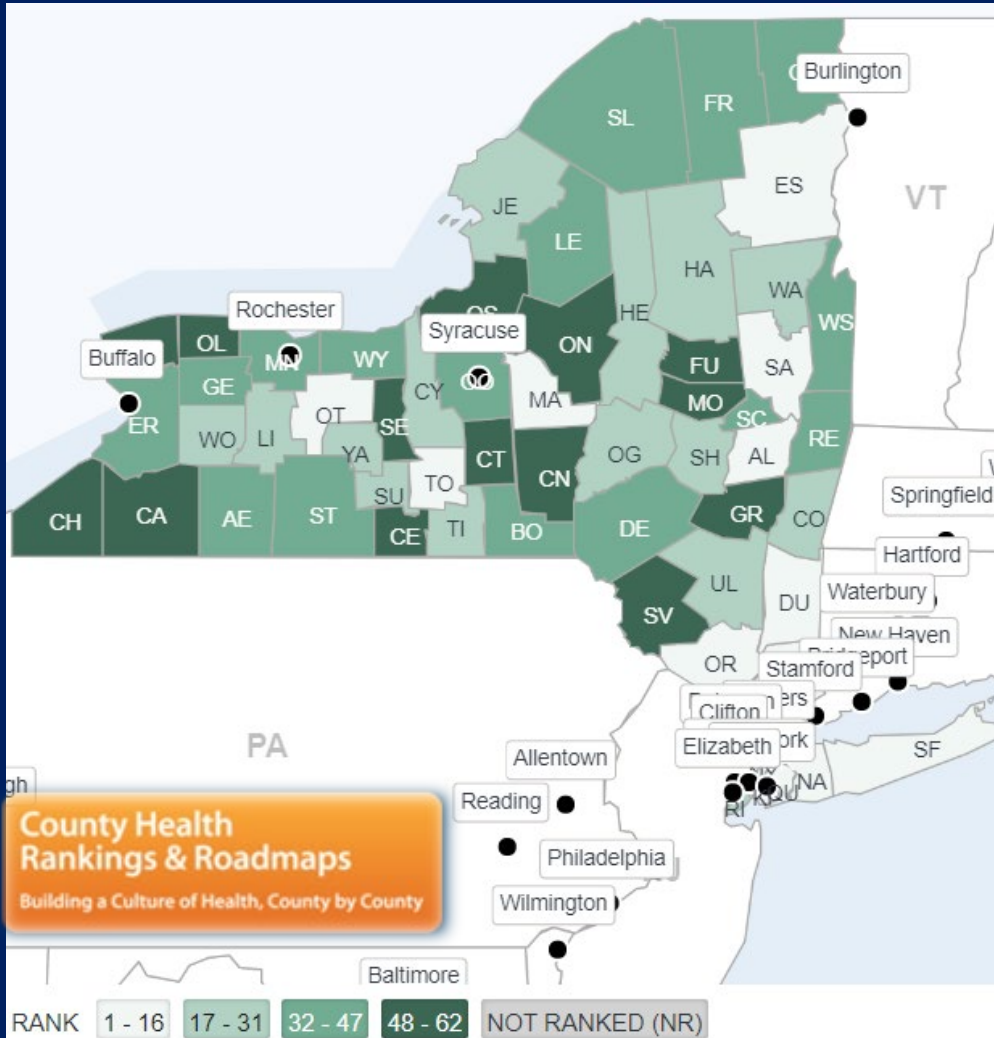 Burlington
SL
FR
ES
VT
JE
LE
HA
HE
WA
WS
Rochester
OL
Syracuse
ON
FU
SA
Buffalo
MN
WY
MO
GE
CY
MA
SC
ER
OT
SE
WO
LI
YA
OG
SH
AL
RE
CT
TO
CN
SU
CH
CA
AE
ST
CE
TI
BO
DE
GR
CO
Springfield
Hartford
UL
DU
Waterbury
SV
New Haven
OR
Stamford
Bridgeport
Clifton
Elizabeth
SF
PA
NA
QU
RI
Allentown
Reading
Philadelphia
Wilmington
Baltimore
County Health
Rankings & Roadmaps
Building a Culture of Health, County by County
RANK 1 - 16 17 - 31 32 - 47 48 - 62 NOT RANKED (NR)